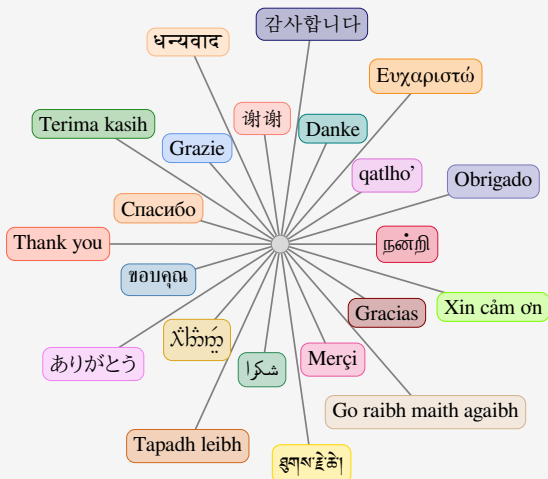 감사합니다
धन्यवाद
Ευχαριστώ
谢谢
Terima kasih
Danke
Grazie
qatlho’
Obrigado
Спасибо
Thank you
நன்றி
ขอบคุณ
Xin cảm ơn
Gracias
ありがとう
شكرا
Merçi
Go raibh maith agaibh
Tapadh leibh
ཐུགས་རྗེ་ཆེ།